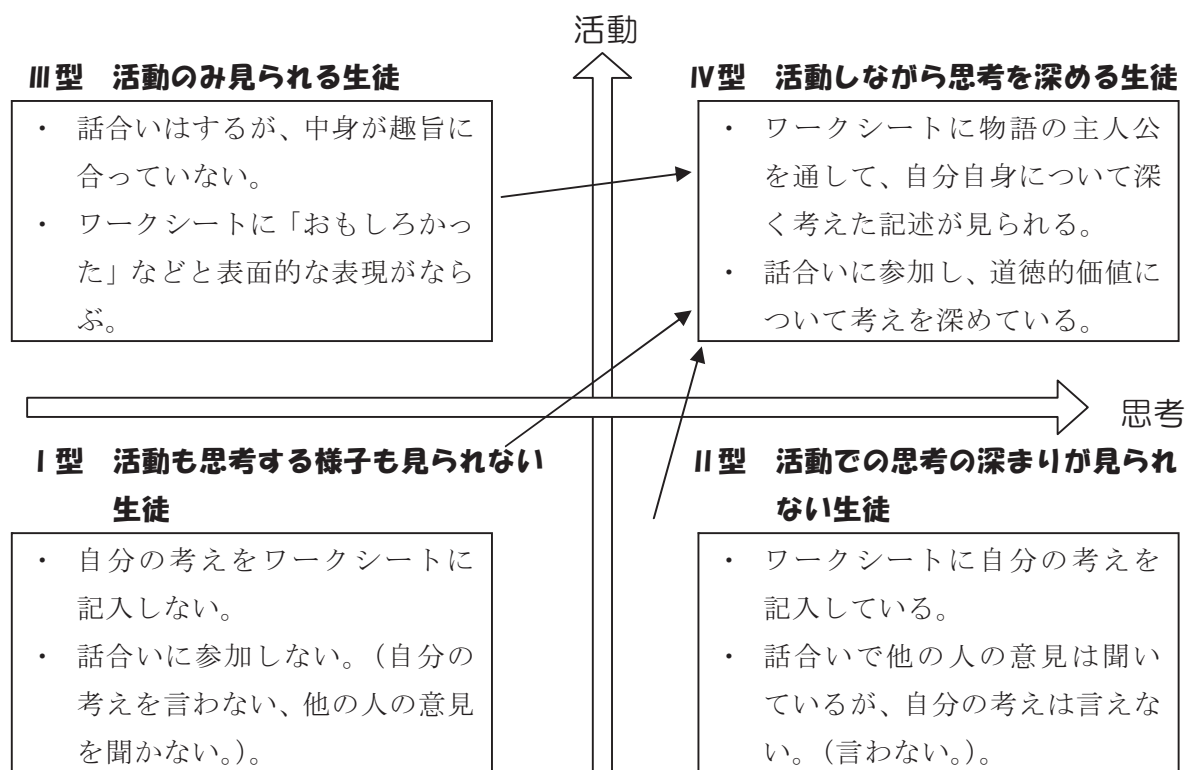 活動
Ⅲ型　活動のみ見られる生徒
・　話合いはするが、中身が趣旨に
合っていない。
・　ワークシートに「おもしろかっ
た」などと表面的な表現がなら
ぶ。
Ⅳ型　活動しながら思考を深める生徒
・　ワークシートに物語の主人公
を通して、自分自身について深
く考えた記述が見られる。
・　話合いに参加し、道徳的価値に
ついて考えを深めている。
思考
Ⅰ型　活動も思考する様子も見られない
生徒
・　自分の考えをワークシートに
記入しない。
・　話合いに参加しない。（自分の
考えを言わない、他の人の意見
を聞かない。）。
Ⅱ型　活動での思考の深まりが見られ
ない生徒
・　ワークシートに自分の考えを
記入している。
・　話合いで他の人の意見は聞い
ているが、自分の考えは言えな
い。（言わない。）。